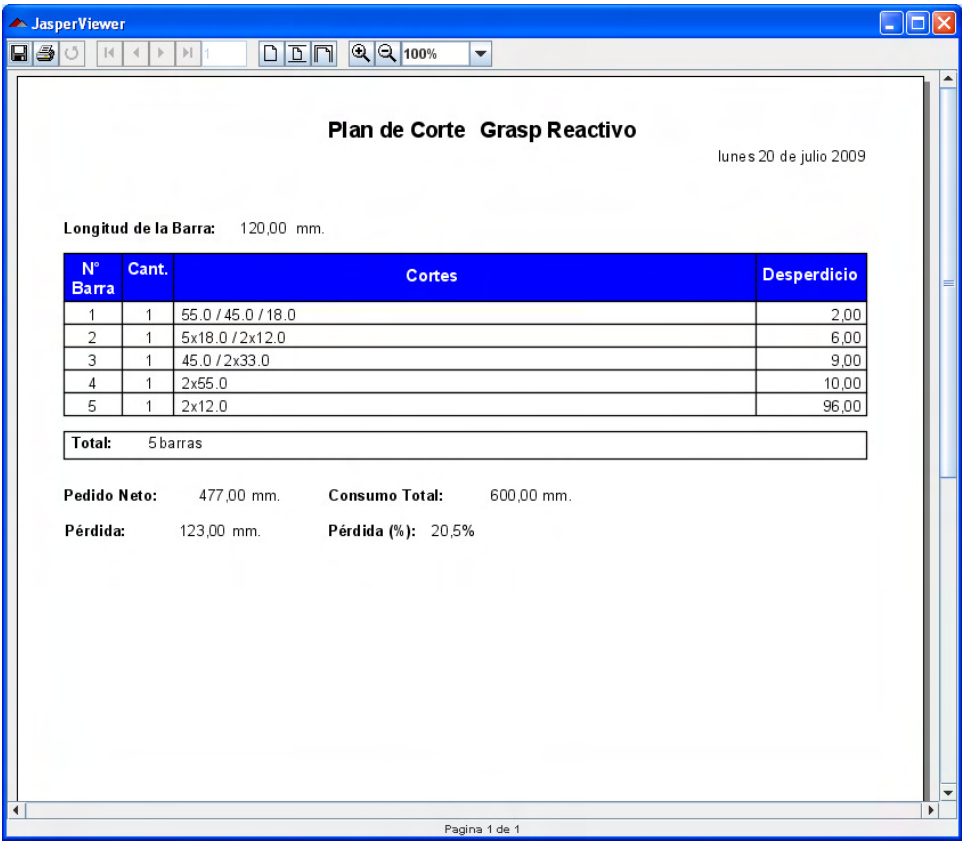 JasperViewer
1
100%
Plan de Corte Grasp Reactivo
lunes 20 de julio 2009
Longitud de la Barra: 120,00 mm.
N° Barra Cant. Cortes Desperdicio
1 1 55.0 / 45.0 / 18.0 2,00
2 1 5x18.0 / 2x12.0 6,00
3 1 45.0 / 2x33.0 9,00
4 1 2x55.0 10,00
5 1 2x12.0 96,00
Total: 5 barras
Pedido Neto: 477,00 mm. Consumo Total: 600,00 mm.
Pérdida: 123,00 mm. Pérdida (%): 20,5%
Pagina 1 de 1